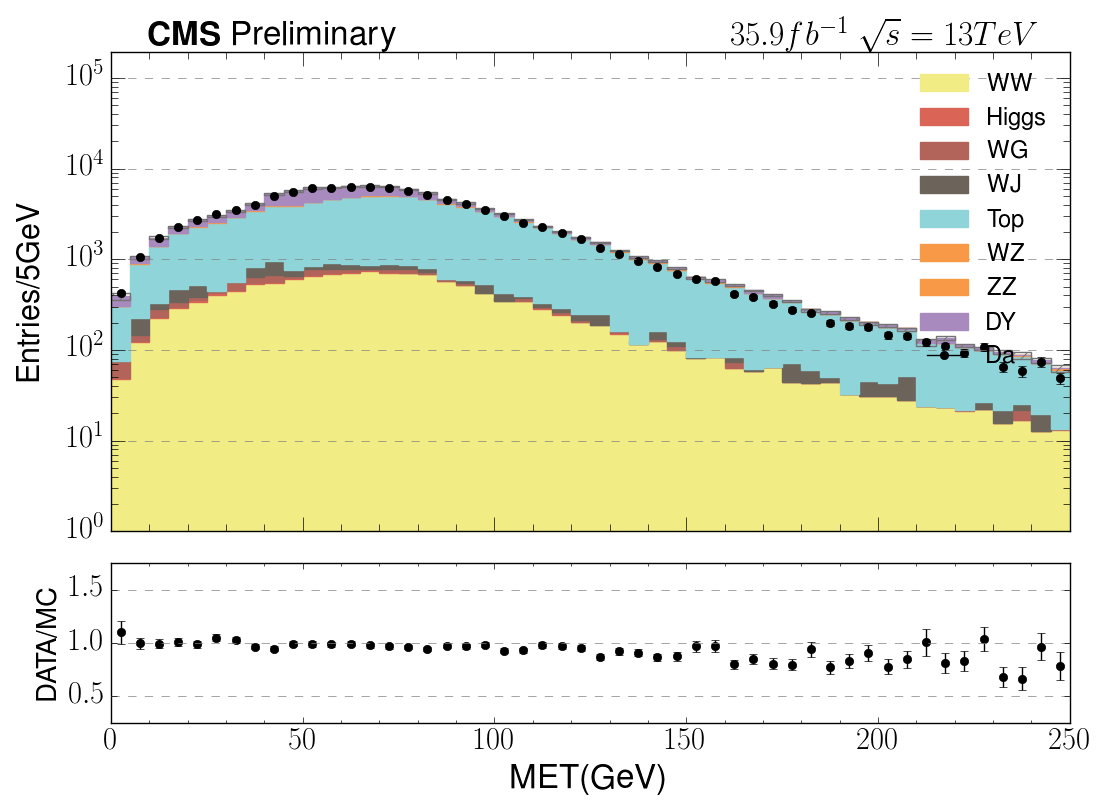 CMS Preliminary 35.9fb⁻¹ √s = 13TeV
10⁵
10⁴
10³
10²
10¹
10⁰
Entries/5GeV
WW
Higgs
WG
WJ
Top
WZ
ZZ
DY
Da
1.5
1.0
0.5
DATA/MC
0 50 100 150 200 250
MET(GeV)